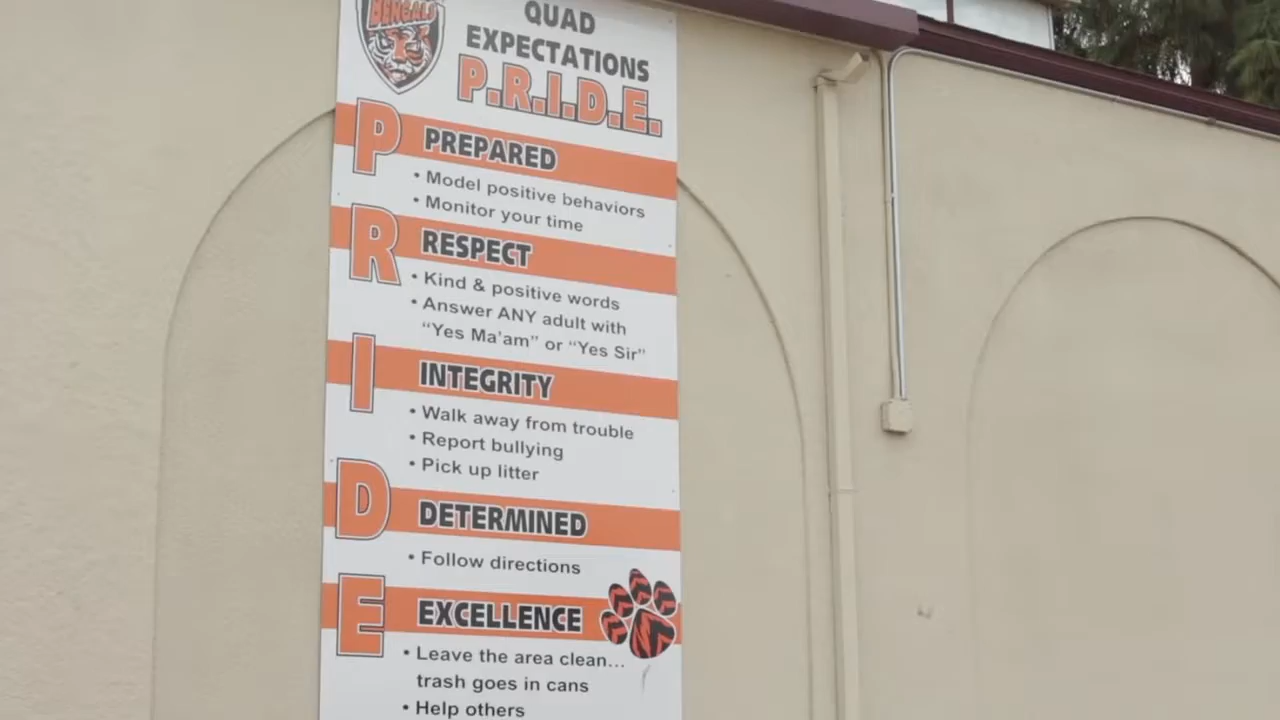 BENGALS
QUAD
EXPECTATIONS
P.R.I.D.E.
P PREPARED
• Model positive behaviors
• Monitor your time
R RESPECT
• Kind & positive words
• Answer ANY adult with
"Yes Ma'am" or "Yes Sir"
I INTEGRITY
• Walk away from trouble
• Report bullying
• Pick up litter
D DETERMINED
• Follow directions
E EXCELLENCE
• Leave the area clean...
trash goes in cans
• Help others